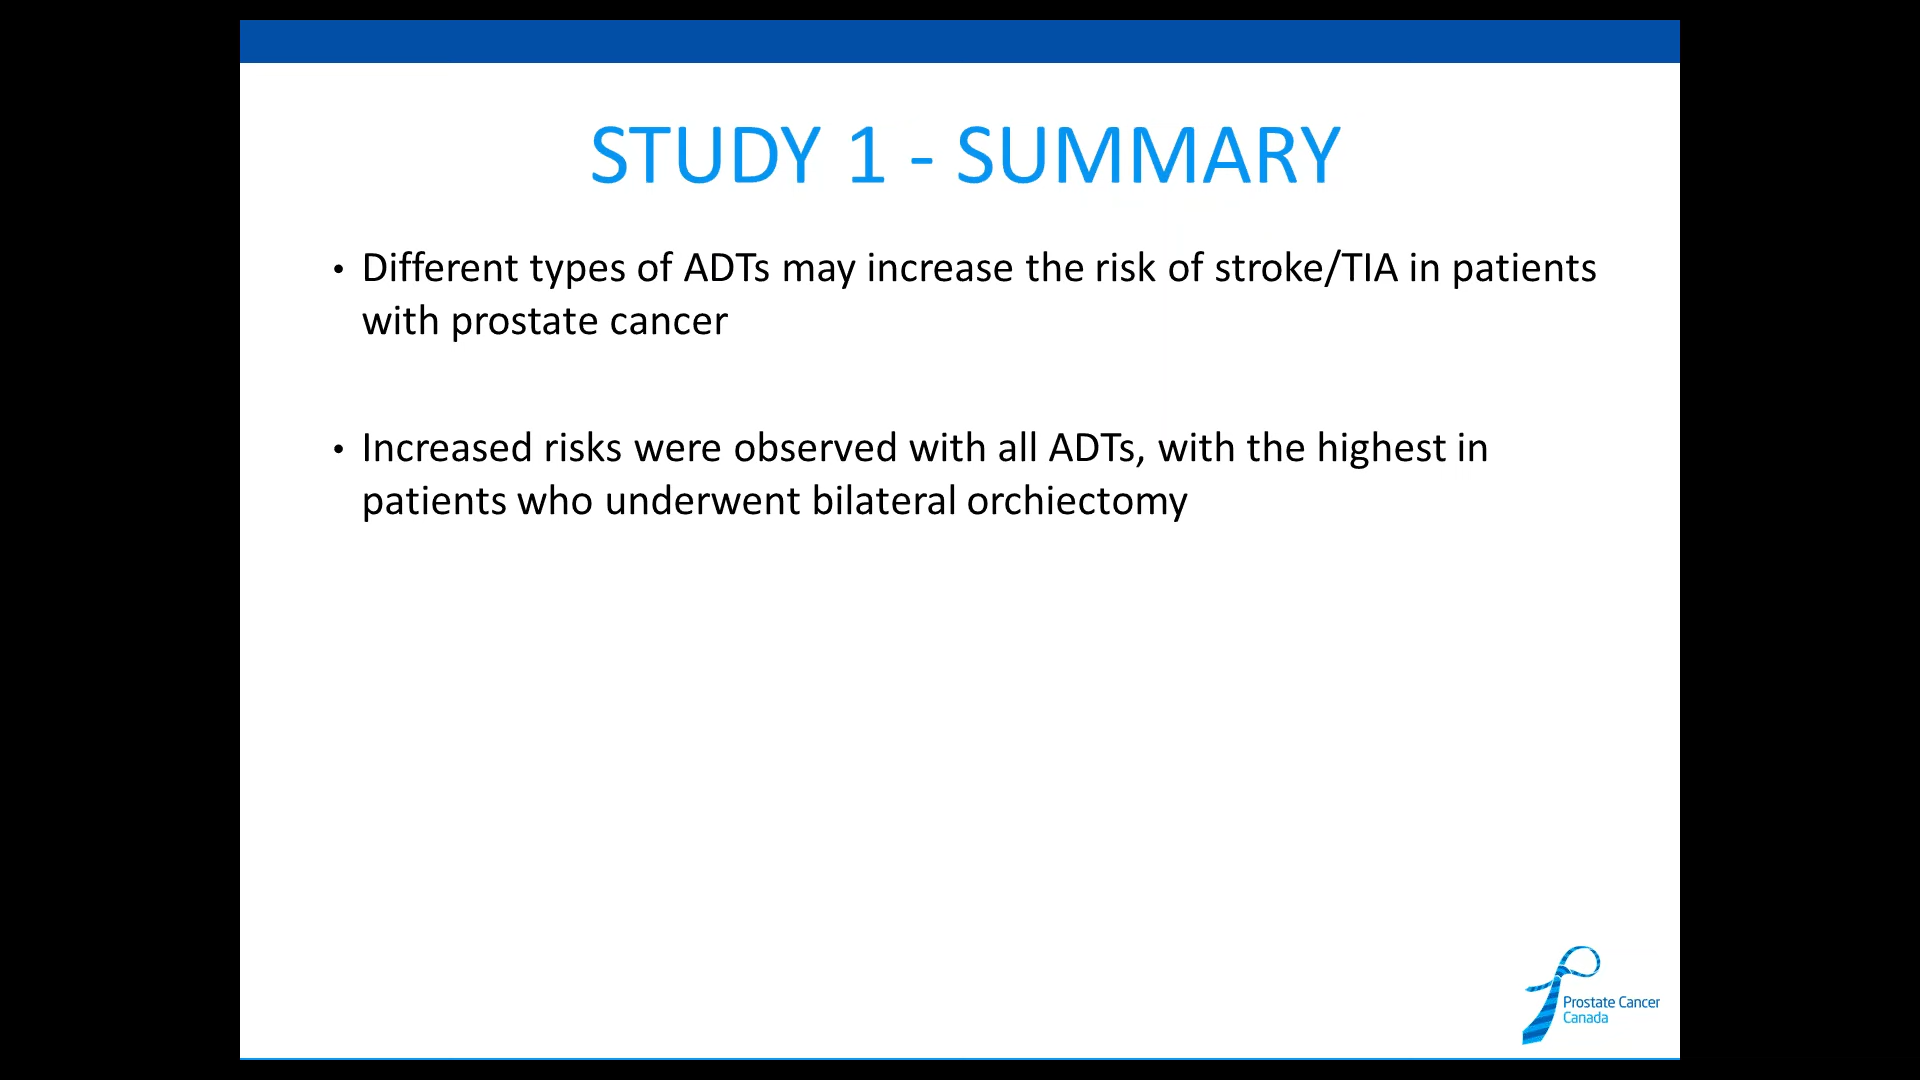 STUDY 1 - SUMMARY
• Different types of ADTs may increase the risk of stroke/TIA in patients
with prostate cancer
• Increased risks were observed with all ADTs, with the highest in
patients who underwent bilateral orchiectomy
Prostate Cancer
Canada